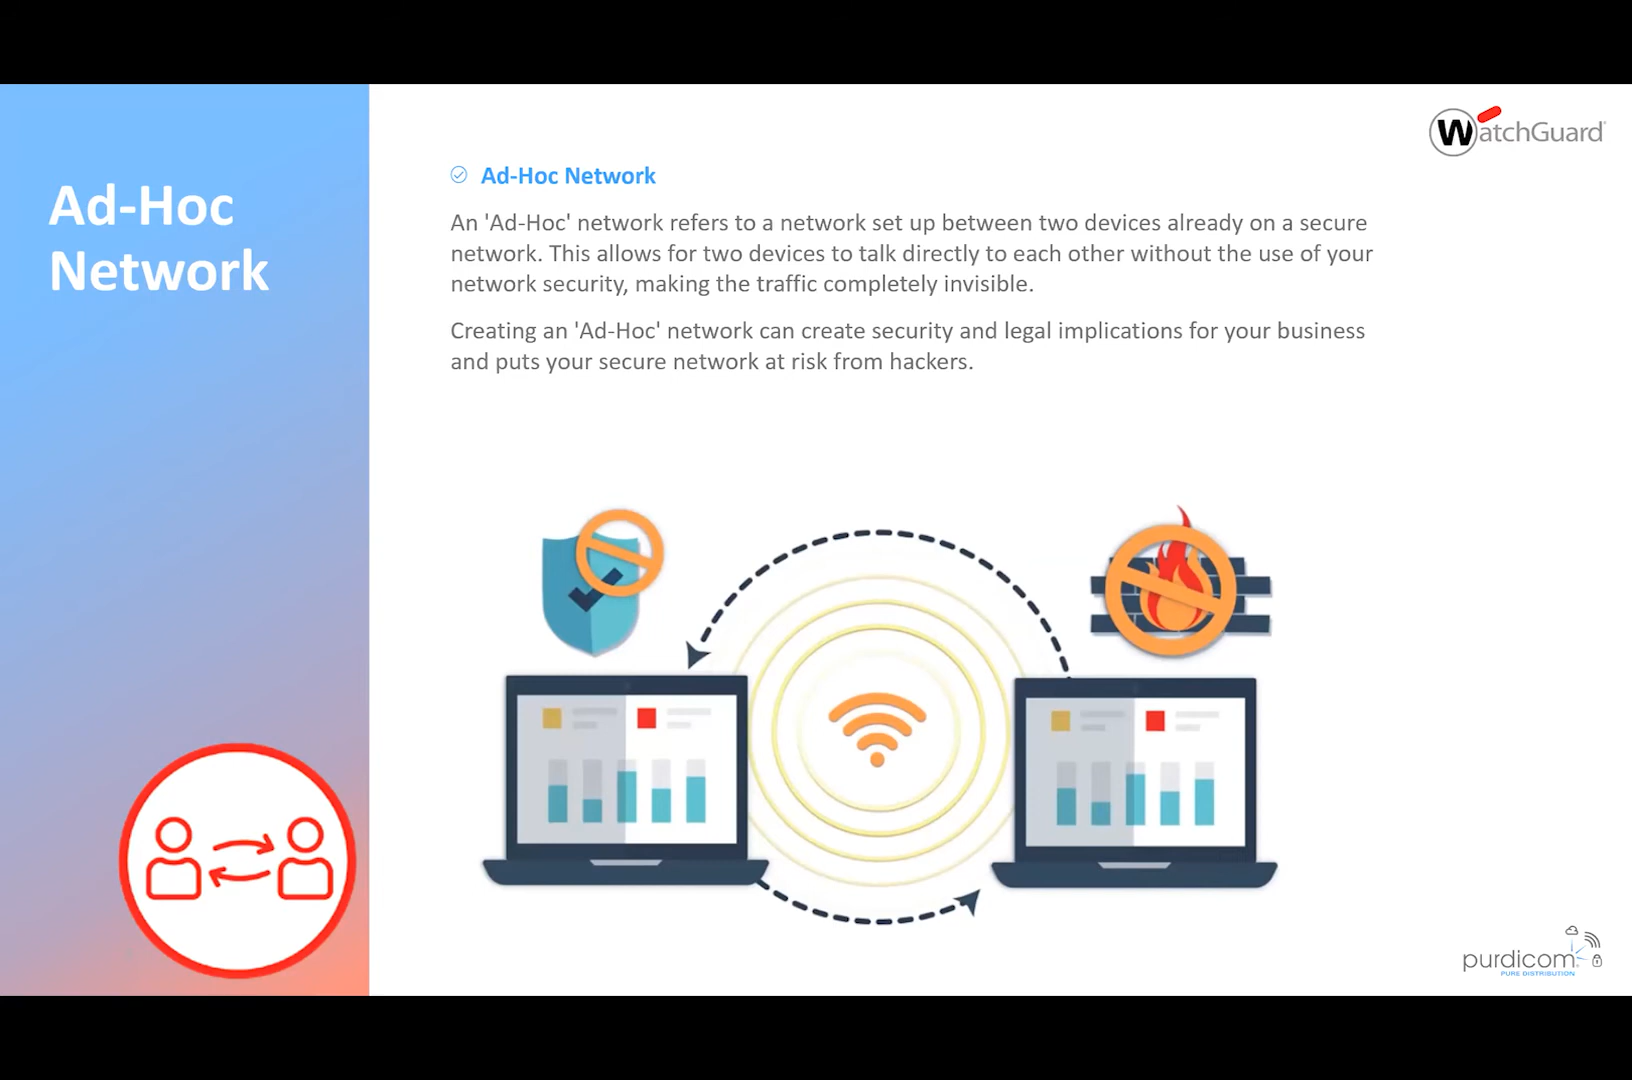 Ad-Hoc
Network
WatchGuard
Ad-Hoc Network
An 'Ad-Hoc' network refers to a network set up between two devices already on a secure
network. This allows for two devices to talk directly to each other without the use of your
network security, making the traffic completely invisible.
Creating an 'Ad-Hoc' network can create security and legal implications for your business
and puts your secure network at risk from hackers.
purdicom
PURE DISTRIBUTION